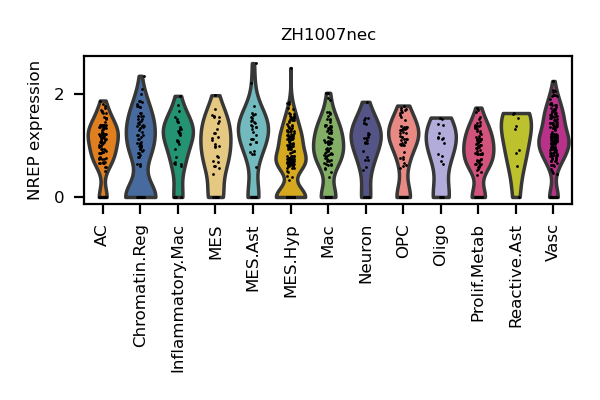 ZH1007nec
NREP expression
2
0
AC
Chromatin.Reg
Inflammatory.Mac
MES
MES.Ast
MES.Hyp
Mac
Neuron
OPC
Oligo
Prolif.Metab
Reactive.Ast
Vasc